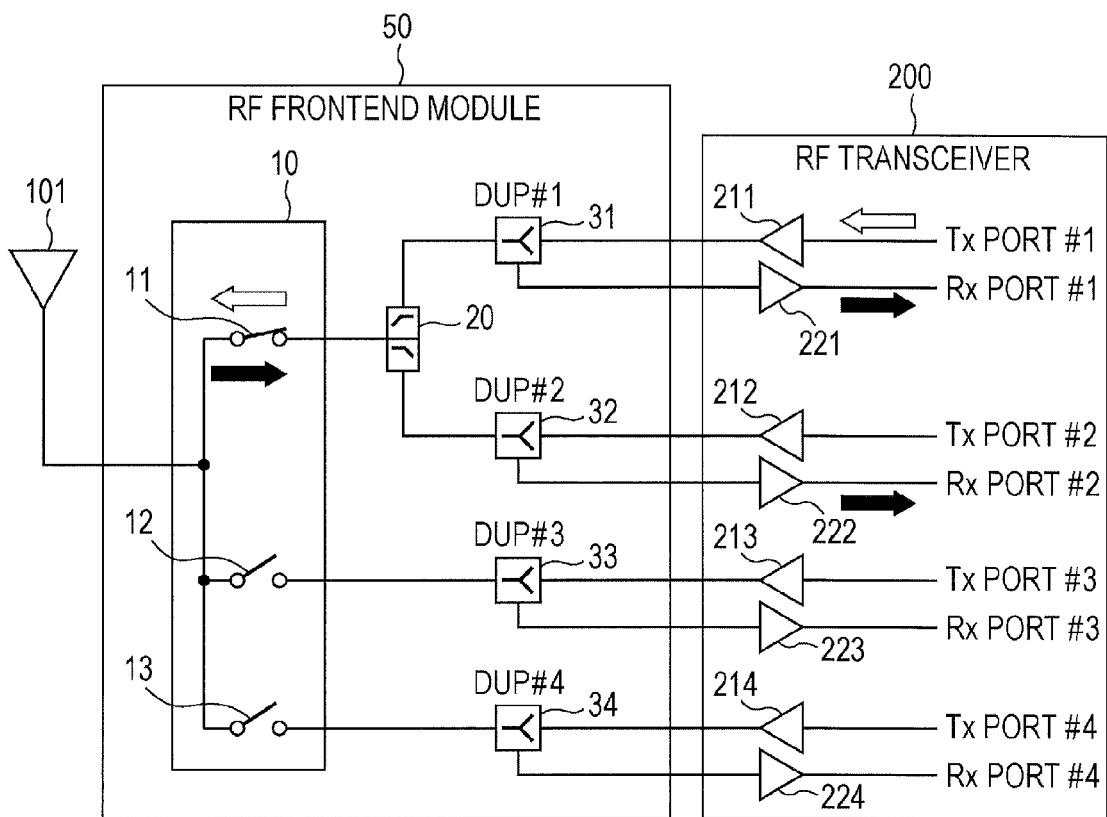 50
RF FRONTEND MODULE
200
RF TRANSCEIVER
101
10
DUP#1
31
211
Tx PORT #1
Rx PORT #1
11
20
221
DUP#2
32
212
Tx PORT #2
Rx PORT #2
222
12
DUP#3
33
213
Tx PORT #3
Rx PORT #3
223
13
DUP#4
34
214
Tx PORT #4
Rx PORT #4
224